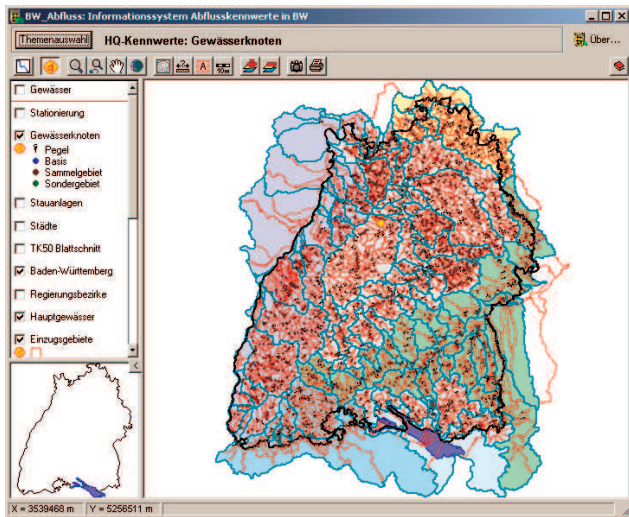 BW_Abfluss: Informationssystem Abflusskennwerte in BW
Themenauswahl
HQ-Kennwerte: Gewässerknoten
Über...
Gewässer
Stationierung
Gewässerknoten
Pegel
Basis
Sammelgebiet
Sondergebiet
Stauanlagen
Städte
TK50 Blattschnitt
Baden-Württemberg
Regierungsbezirke
Hauptgewässer
Einzugsgebiete
X = 3539468 m
Y = 5256511 m